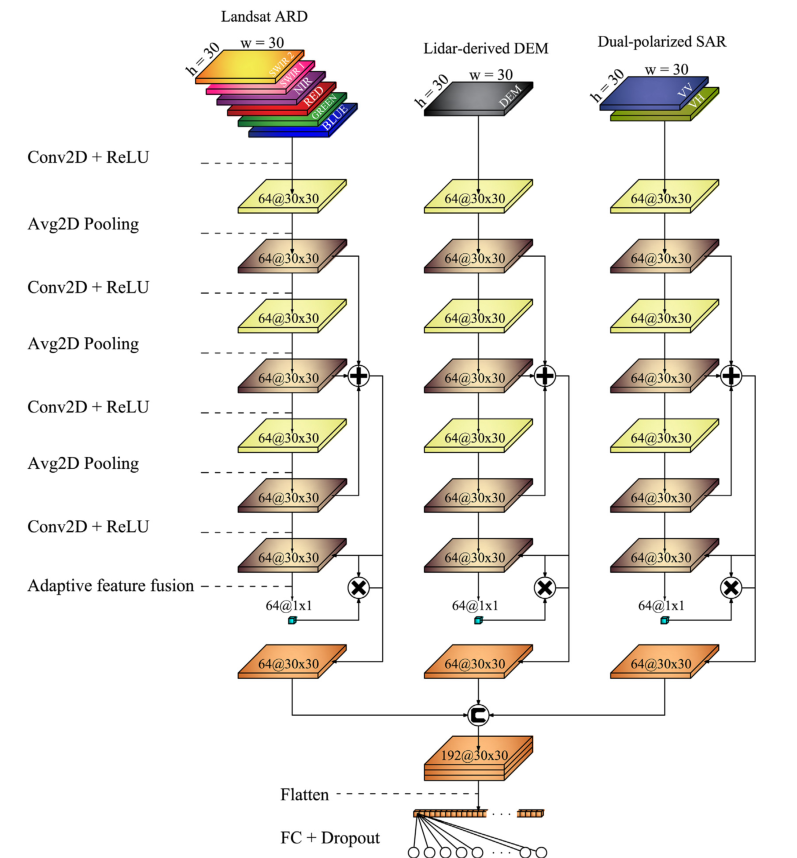 Landsat ARD
Lidar-derived DEM
Dual-polarized SAR
h = 30
w = 30
SWIR 2
SWIR 1
NIR
RED
GREEN
BLUE
h = 30
w = 30
DEM
h = 30
w = 30
VV
VH
Conv2D + ReLU
64@30x30
64@30x30
64@30x30
Avg2D Pooling
64@30x30
64@30x30
64@30x30
Conv2D + ReLU
64@30x30
64@30x30
64@30x30
Avg2D Pooling
64@30x30
64@30x30
64@30x30
Conv2D + ReLU
64@30x30
64@30x30
64@30x30
Avg2D Pooling
64@30x30
64@30x30
64@30x30
Conv2D + ReLU
64@30x30
64@30x30
64@30x30
Adaptive feature fusion
64@1x1
64@1x1
64@1x1
64@30x30
64@30x30
64@30x30
C
192@30x30
Flatten
FC + Dropout